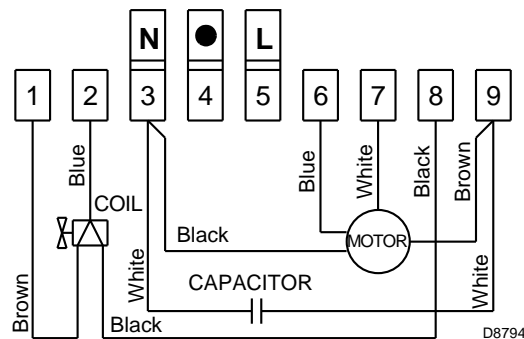 N ● L
1 2 3 4 5 6 7 8 9
Blue
COIL
Brown
Black
White
Black
CAPACITOR
Blue
White
MOTOR
Black
Brown
White
D8794